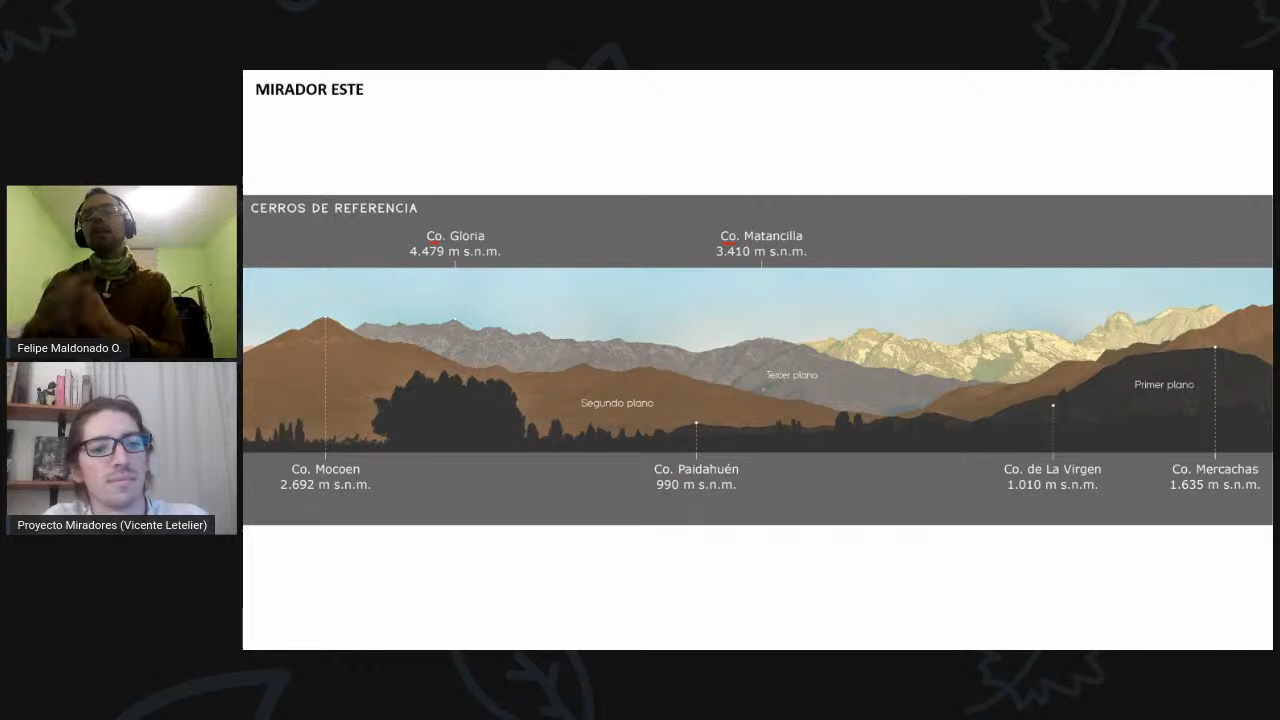 MIRADOR ESTE
CERROS DE REFERENCIA
Co. Gloria
4.479 m s.n.m.
Co. Matancilla
3.410 m s.n.m.
Tercer plano
Segundo plano
Primer plano
Co. Mocoen
2.692 m s.n.m.
Co. Paidahuén
990 m s.n.m.
Co. de La Virgen
1.010 m s.n.m.
Co. Mercachas
1.635 m s.n.m.
Felipe Maldonado O.
Proyecto Miradores (Vicente Letelier)